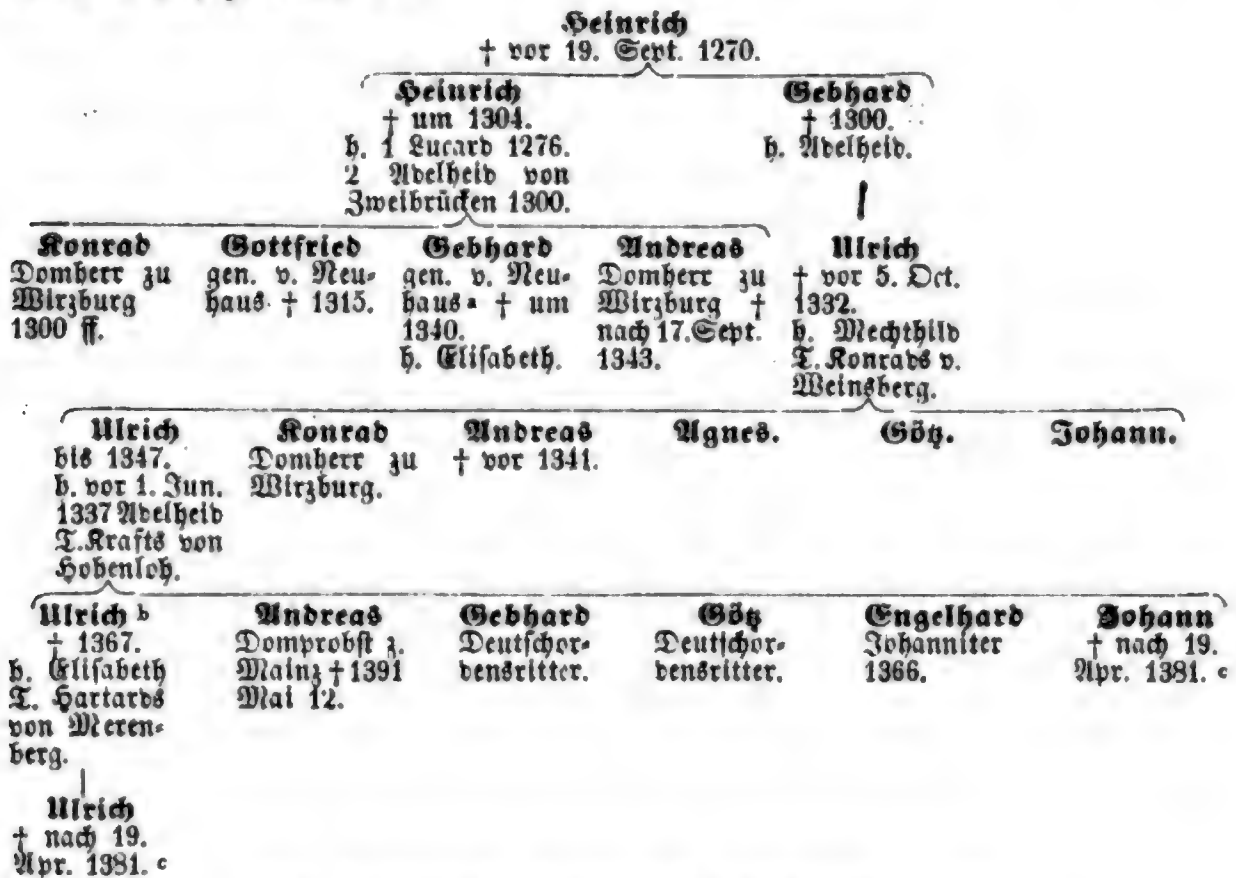 Heinrich
† vor 19. Sept. 1270.
Heinrich
† um 1304.
h. 1 Lucard 1276.
2 Adelheid von
Zweibrücken 1300.
Gebhard
† 1300.
h. Adelheid.
Konrad
Domherr zu
Wirzburg
1300 ff.
Gottfried
gen. v. Neu-
haus † 1315.
Gebhard
gen. v. Neu-
haus a † um
1340.
h. Elisabeth.
Andreas
Domherr zu
Wirzburg †
nach 17. Sept.
1343.
Ulrich
† vor 5. Oct.
1332.
h. Mechthild
T. Konrads v.
Weinsberg.
Ulrich
bis 1347.
h. vor 1. Jun.
1337 Adelheid
T. Krafts von
Hohenloh.
Konrad
Domherr zu
Wirzburg.
Andreas
† vor 1341.
Agnes.
Götz.
Johann.
Ulrich b
† 1367.
h. Elisabeth
T. Hartards
von Meren-
berg.
Andreas
Domprobst z.
Mainz † 1391
Mai 12.
Gebhard
Deutschor-
densritter.
Götz
Deutschor-
densritter.
Engelhard
Johanniter
1366.
Johann
† nach 19.
Apr. 1381. c
Ulrich
† nach 19.
Apr. 1381. c